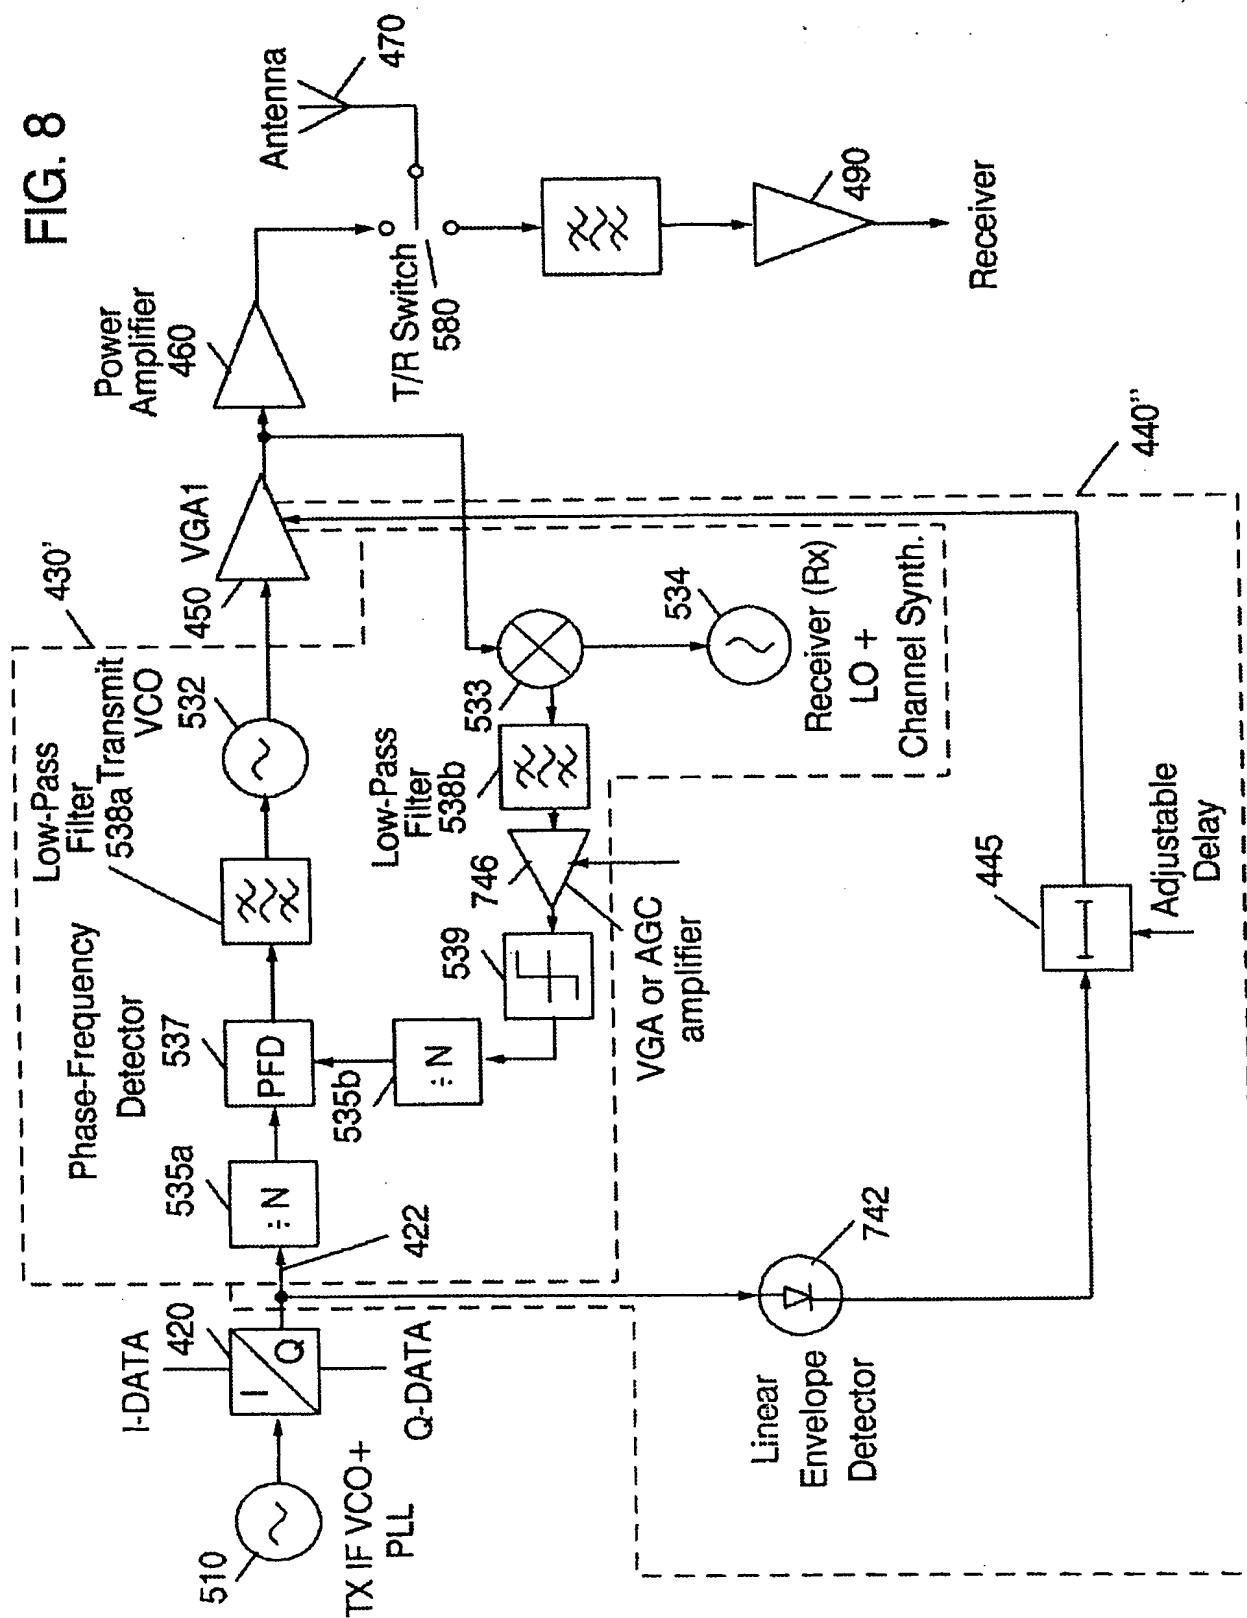 FIG. 8
Antenna
470
Power
Amplifier
460
T/R Switch
580
490
Receiver
430'
VGA1
450
440"
Low-Pass
Filter
538a
Transmit
VCO
532
533
534
Receiver (Rx)
LO +
Channel Synth.
Low-Pass
Filter
538b
746
VGA or AGC
amplifier
539
Phase-Frequency
Detector
537
PFD
535b
÷ N
535a
÷ N
422
445
Adjustable
Delay
742
Linear
Envelope
Detector
I-DATA
420
I
Q
Q-DATA
510
TX IF VCO+
PLL